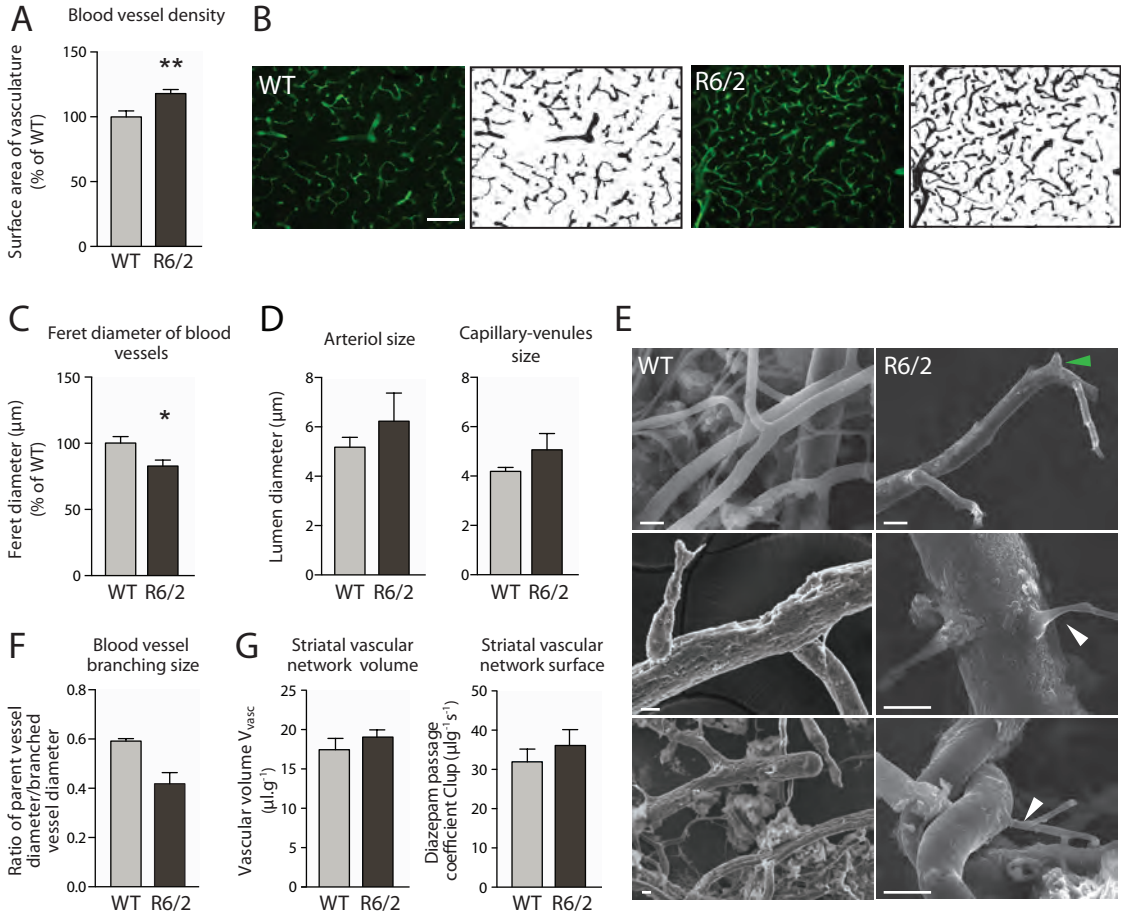 A
Blood vessel density
Surface area of vasculature
(% of WT)
150
100
50
0
**
WT R6/2
B
WT
R6/2
C
Feret diameter of blood
vessels
Feret diameter (μm)
(% of WT)
150
100
50
0
*
WT R6/2
D
Arteriol size
Lumen diameter (μm)
8
6
4
2
0
WT R6/2
Capillary-venules
size
8
6
4
2
0
WT R6/2
E
WT
R6/2
F
Blood vessel
branching size
Ratio of parent vessel
diameter/branched
vessel diameter
0.8
0.6
0.4
0.2
0.0
WT R6/2
G
Striatal vascular
network volume
Vascular volume Vvasc
(μl.g-1)
25
20
15
10
5
0
WT R6/2
Striatal vascular
network surface
Diazepam passage
coefficient Clup (μlg-1s-1)
50
40
30
20
10
0
WT R6/2